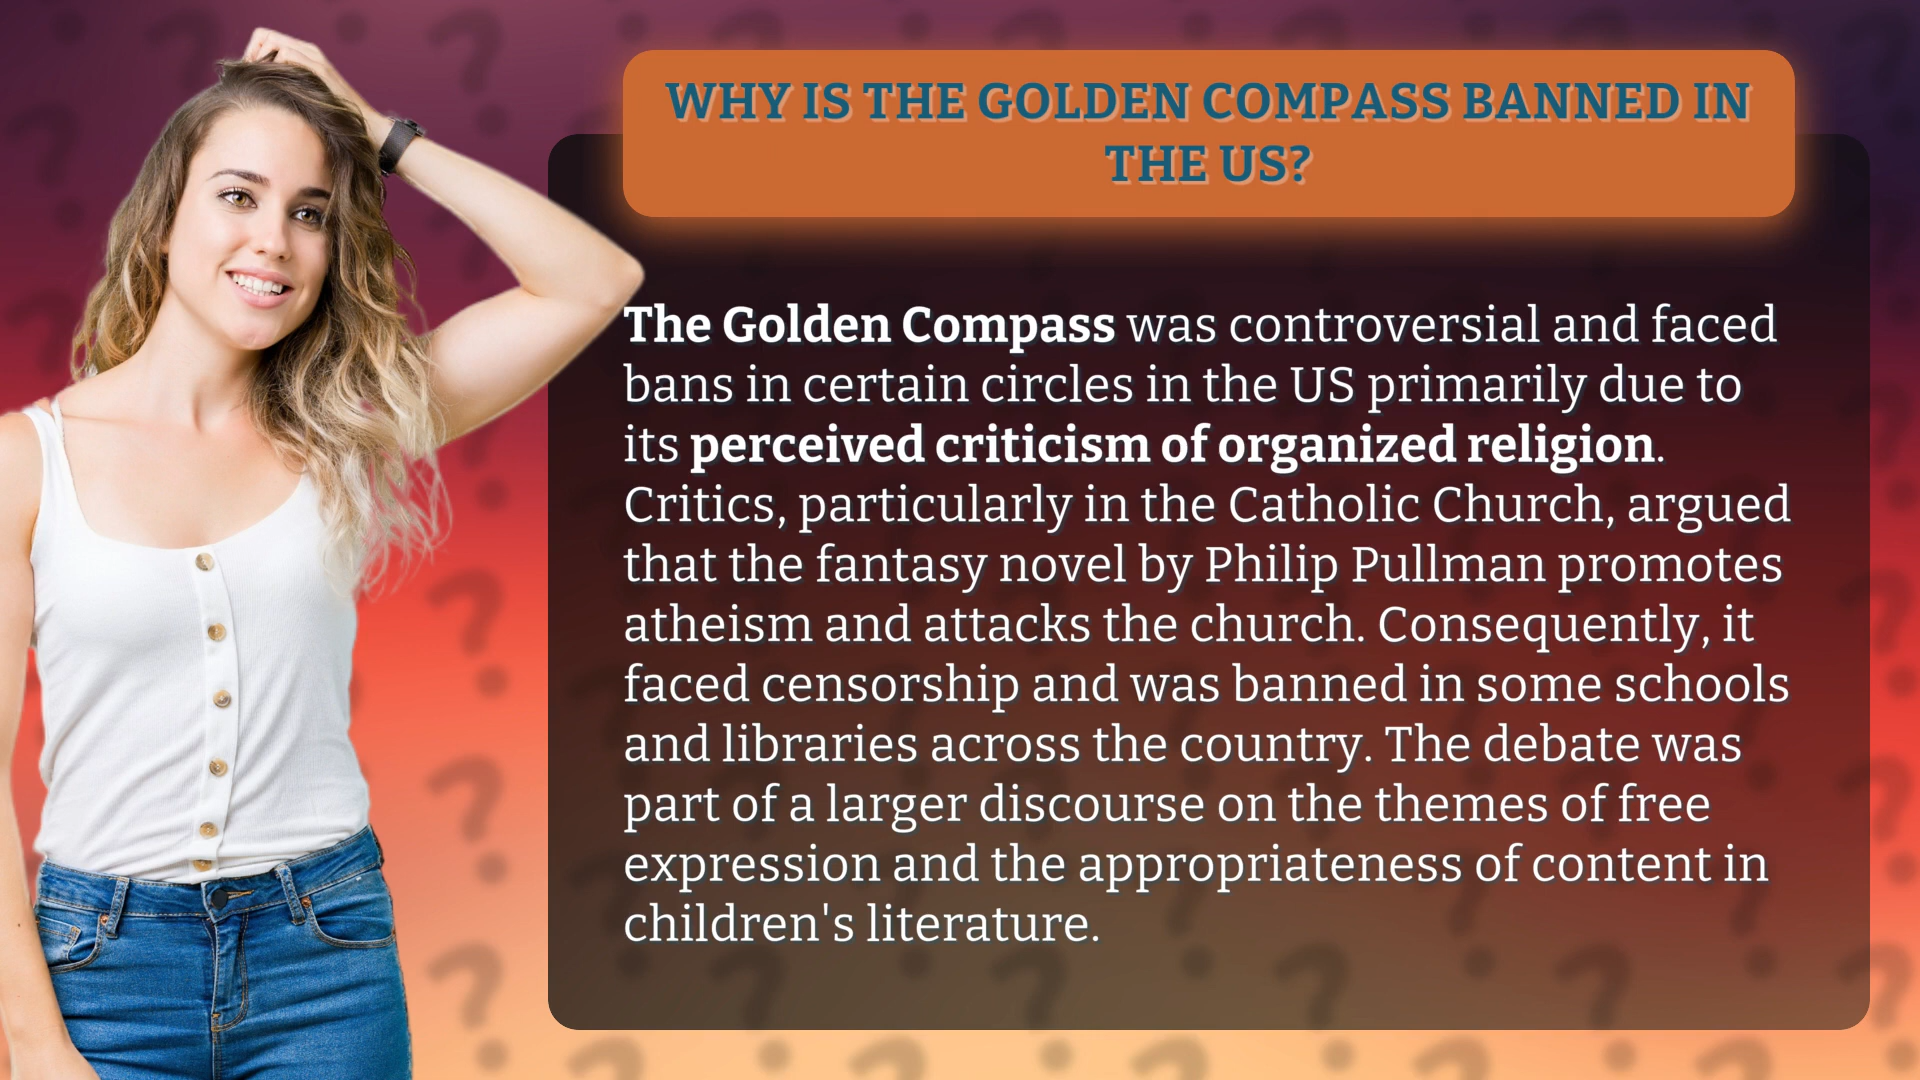 WHY IS THE GOLDEN COMPASS BANNED IN
THE US?
The Golden Compass was controversial and faced
bans in certain circles in the US primarily due to
its perceived criticism of organized religion.
Critics, particularly in the Catholic Church, argued
that the fantasy novel by Philip Pullman promotes
atheism and attacks the church. Consequently, it
faced censorship and was banned in some schools
and libraries across the country. The debate was
part of a larger discourse on the themes of free
expression and the appropriateness of content in
children's literature.